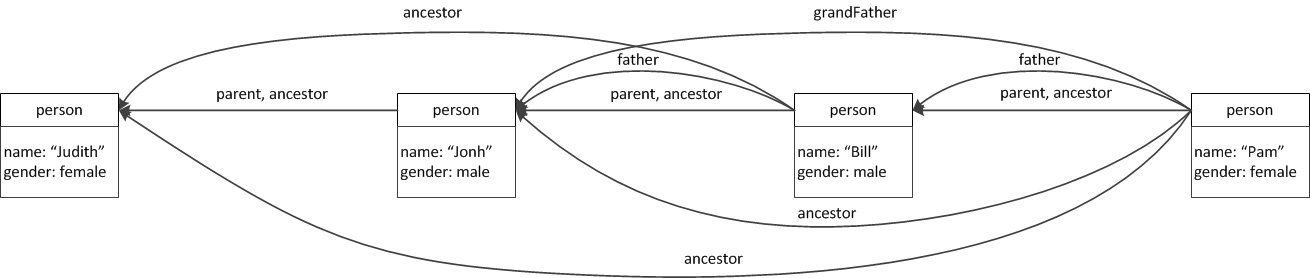 ancestor
grandFather
father
father
parent, ancestor
parent, ancestor
parent, ancestor
person
person
person
person
name: “Judith”
gender: female
name: “Jonh”
gender: male
name: “Bill”
gender: male
name: “Pam”
gender: female
ancestor
ancestor